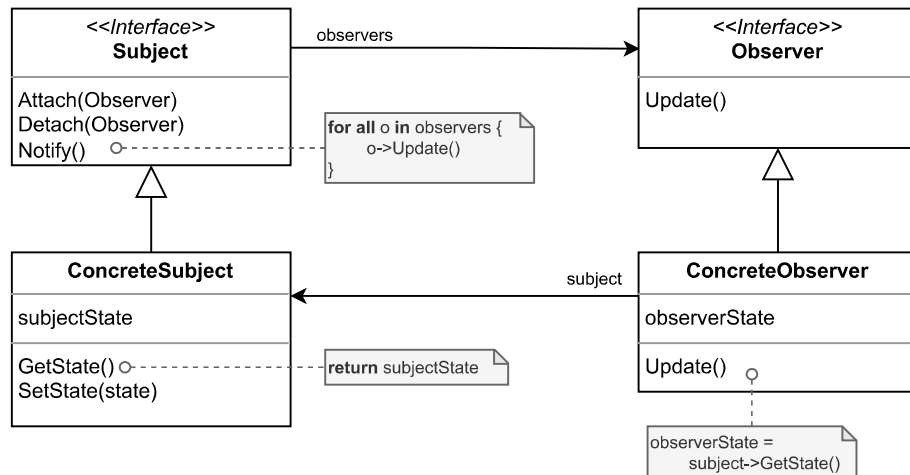 <<Interface>>
Subject
Attach(Observer)
Detach(Observer)
Notify()
observers
<<Interface>>
Observer
Update()
for all o in observers {
o->Update()
}
ConcreteSubject
subjectState
GetState()
SetState(state)
return subjectState
subject
ConcreteObserver
observerState
Update()
observerState =
subject->GetState()